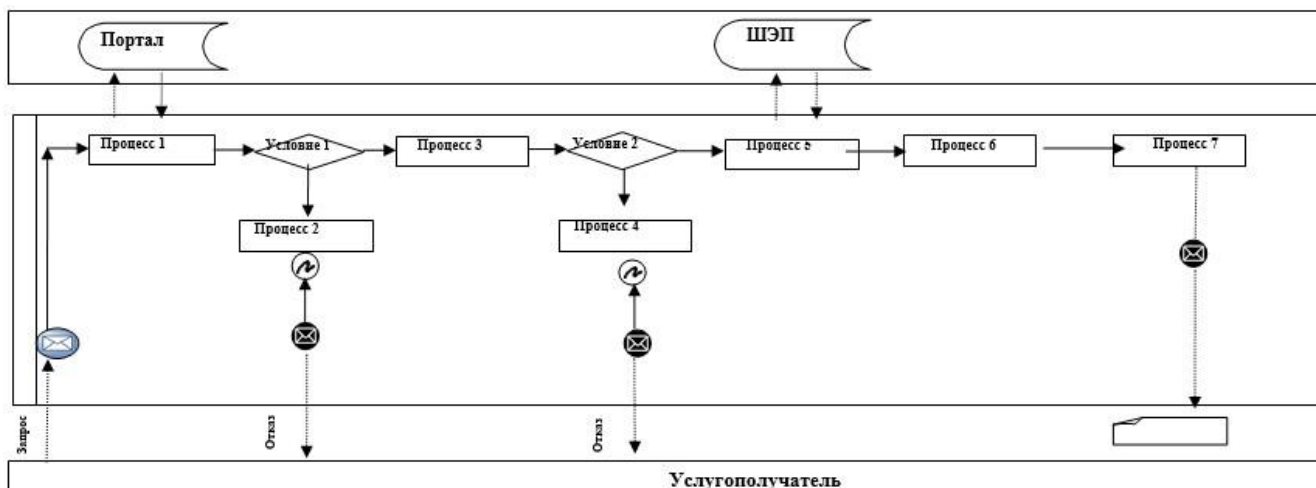 Портал
ШЭП
Процесс 1
Условие 1
Процесс 3
Условие 2
Процесс 5
Процесс 6
Процесс 7
Процесс 2
Процесс 4
Запрос
Отказ
Отказ
Услугополучатель